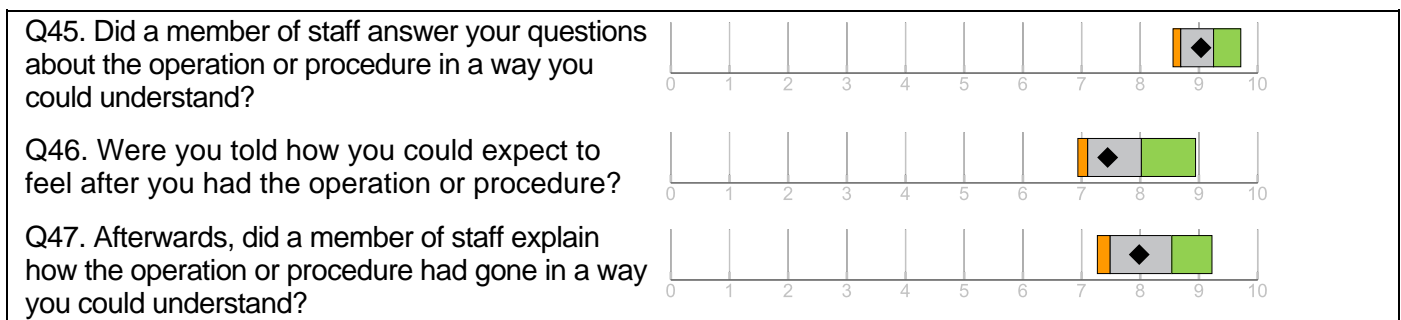 Q45. Did a member of staff answer your questions
about the operation or procedure in a way you
could understand?
0 1 2 3 4 5 6 7 8 9 10
Q46. Were you told how you could expect to
feel after you had the operation or procedure?
0 1 2 3 4 5 6 7 8 9 10
Q47. Afterwards, did a member of staff explain
how the operation or procedure had gone in a way
you could understand?
0 1 2 3 4 5 6 7 8 9 10